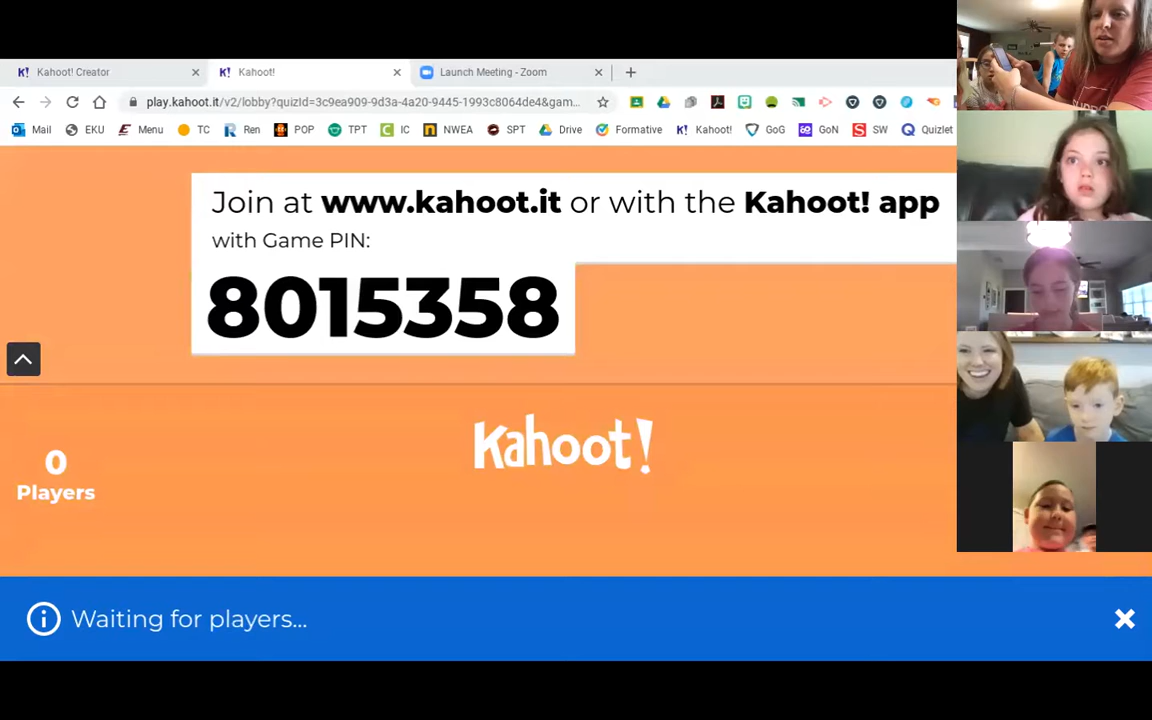 Kahoot! Creator
Kahoot!
Launch Meeting - Zoom
play.kahoot.it/v2/lobby?quizId=3c9ea909-9d3a-4a20-9445-1993c8064de4&gam...
Mail EKU Menu TC Ren POP TPT IC NWEA SPT Drive Formative Kahoot! GoG GoN SW Quizlet
Join at www.kahoot.it or with the Kahoot! app
with Game PIN:
8015358
Kahoot!
0
Players
Waiting for players...